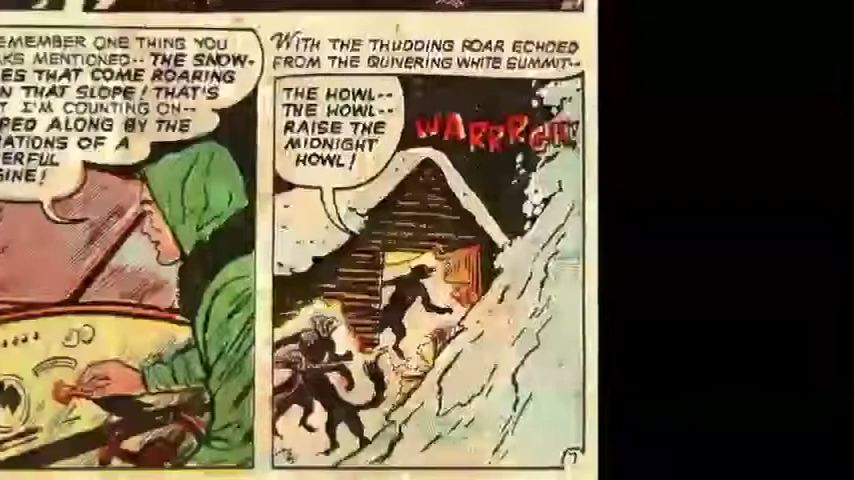 EMEMBER ONE THING YOU
AKS MENTIONED-- THE SNOW-
ES THAT COME ROARING
N THAT SLOPE! THAT'S
T I'M COUNTING ON--
PED ALONG BY THE
ATIONS OF A
ERFUL
GINE!
WITH THE THUDDING ROAR ECHOED
FROM THE QUIVERING WHITE SUMMIT--
THE HOWL--
THE HOWL--
RAISE THE
MIDNIGHT
HOWL!
7